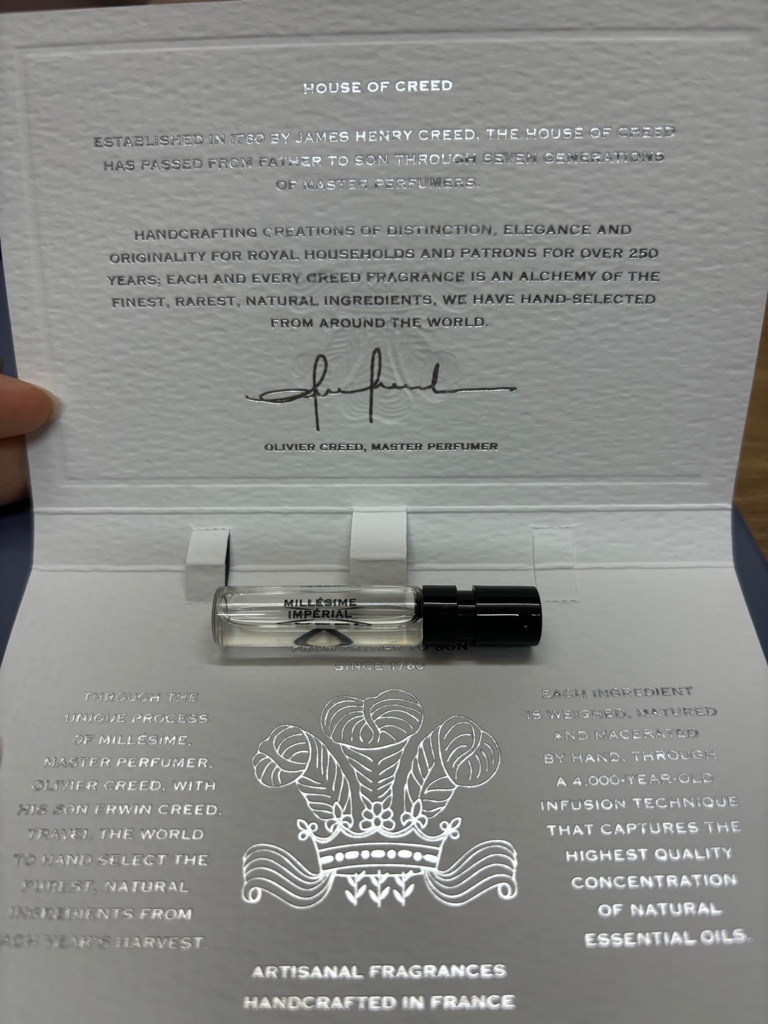 HOUSE OF CREED
ESTABLISHED IN 1760 BY JAMES HENRY CREED, THE HOUSE OF CREED
HAS PASSED FROM FATHER TO SON THROUGH SEVEN GENERATIONS
OF MASTER PERFUMERS.
HANDCRAFTING CREATIONS OF DISTINCTION, ELEGANCE AND
ORIGINALITY FOR ROYAL HOUSEHOLDS AND PATRONS FOR OVER 250
YEARS; EACH AND EVERY CREED FRAGRANCE IS AN ALCHEMY OF THE
FINEST, RAREST, NATURAL INGREDIENTS, WE HAVE HAND-SELECTED
FROM AROUND THE WORLD.
OLIVIER CREED, MASTER PERFUMER
MILLÉSIME
IMPÉRIAL
FROM FATHER TO SON
SINCE 1760
THROUGH THE
UNIQUE PROCESS
OF MILLÉSIME,
MASTER PERFUMER,
OLIVIER CREED, WITH
HIS SON ERWIN CREED,
TRAVEL THE WORLD
TO HAND SELECT THE
PUREST, NATURAL
INGREDIENTS FROM
EACH YEAR'S HARVEST.
EACH INGREDIENT
IS WEIGHED, MATURED
AND MACERATED
BY HAND, THROUGH
A 4,000-YEAR-OLD
INFUSION TECHNIQUE
THAT CAPTURES THE
HIGHEST QUALITY
CONCENTRATION
OF NATURAL
ESSENTIAL OILS.
ARTISANAL FRAGRANCES
HANDCRAFTED IN FRANCE